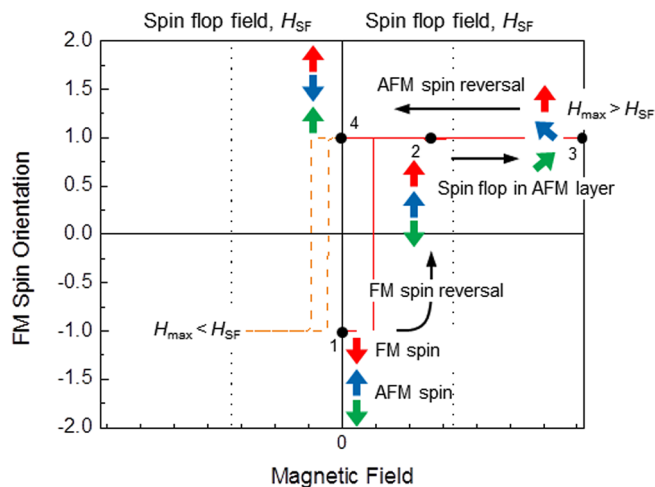 Spin flop field, HSF Spin flop field, HSF
2.0
1.5
1.0
0.5
0.0
-0.5
-1.0
-1.5
-2.0
FM Spin Orientation
AFM spin reversal
Hmax > HSF
4
2
3
Spin flop in AFM layer
FM spin reversal
Hmax < HSF
1
FM spin
AFM spin
0
Magnetic Field